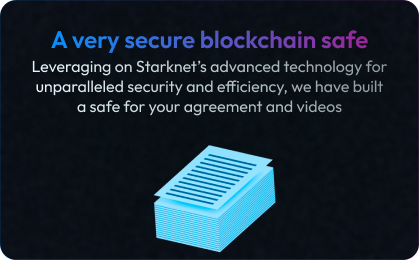 A very secure blockchain safe
Leveraging on Starknet's advanced technology for
unparalleled security and efficiency, we have built
a safe for your agreement and videos